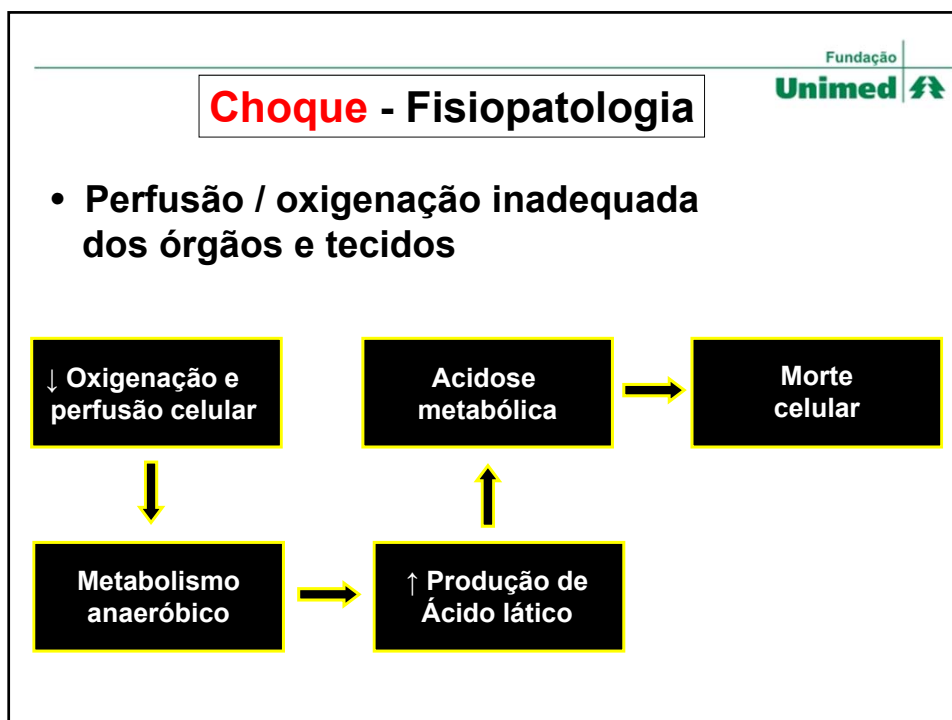 Fundação
Unimed
Choque - Fisiopatologia
• Perfusão / oxigenação inadequada
dos órgãos e tecidos
↓ Oxigenação e
perfusão celular
Metabolismo
anaeróbico
↑ Produção de
Ácido lático
Acidose
metabólica
Morte
celular